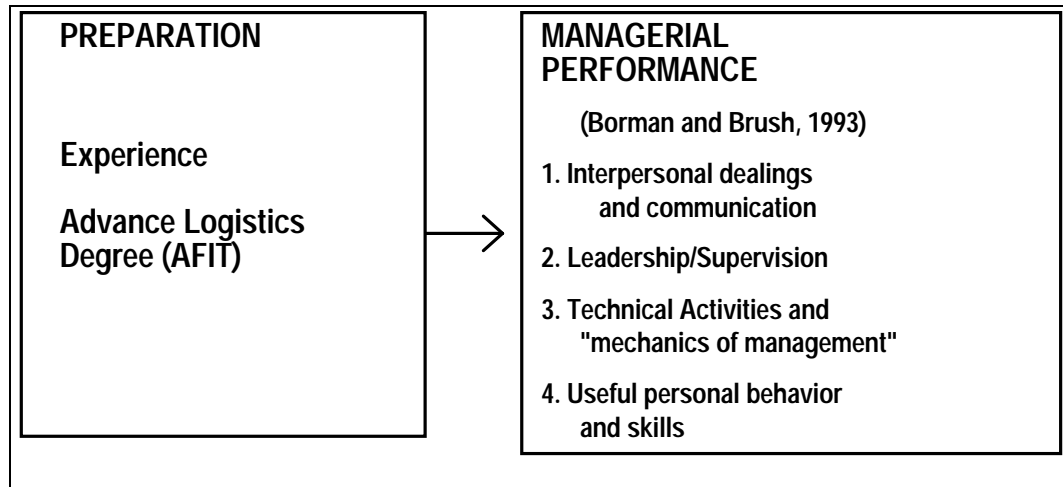 PREPARATION
Experience
Advance Logistics
Degree (AFIT)
MANAGERIAL
PERFORMANCE
(Borman and Brush, 1993)
1. Interpersonal dealings
and communication
2. Leadership/Supervision
3. Technical Activities and
"mechanics of management"
4. Useful personal behavior
and skills